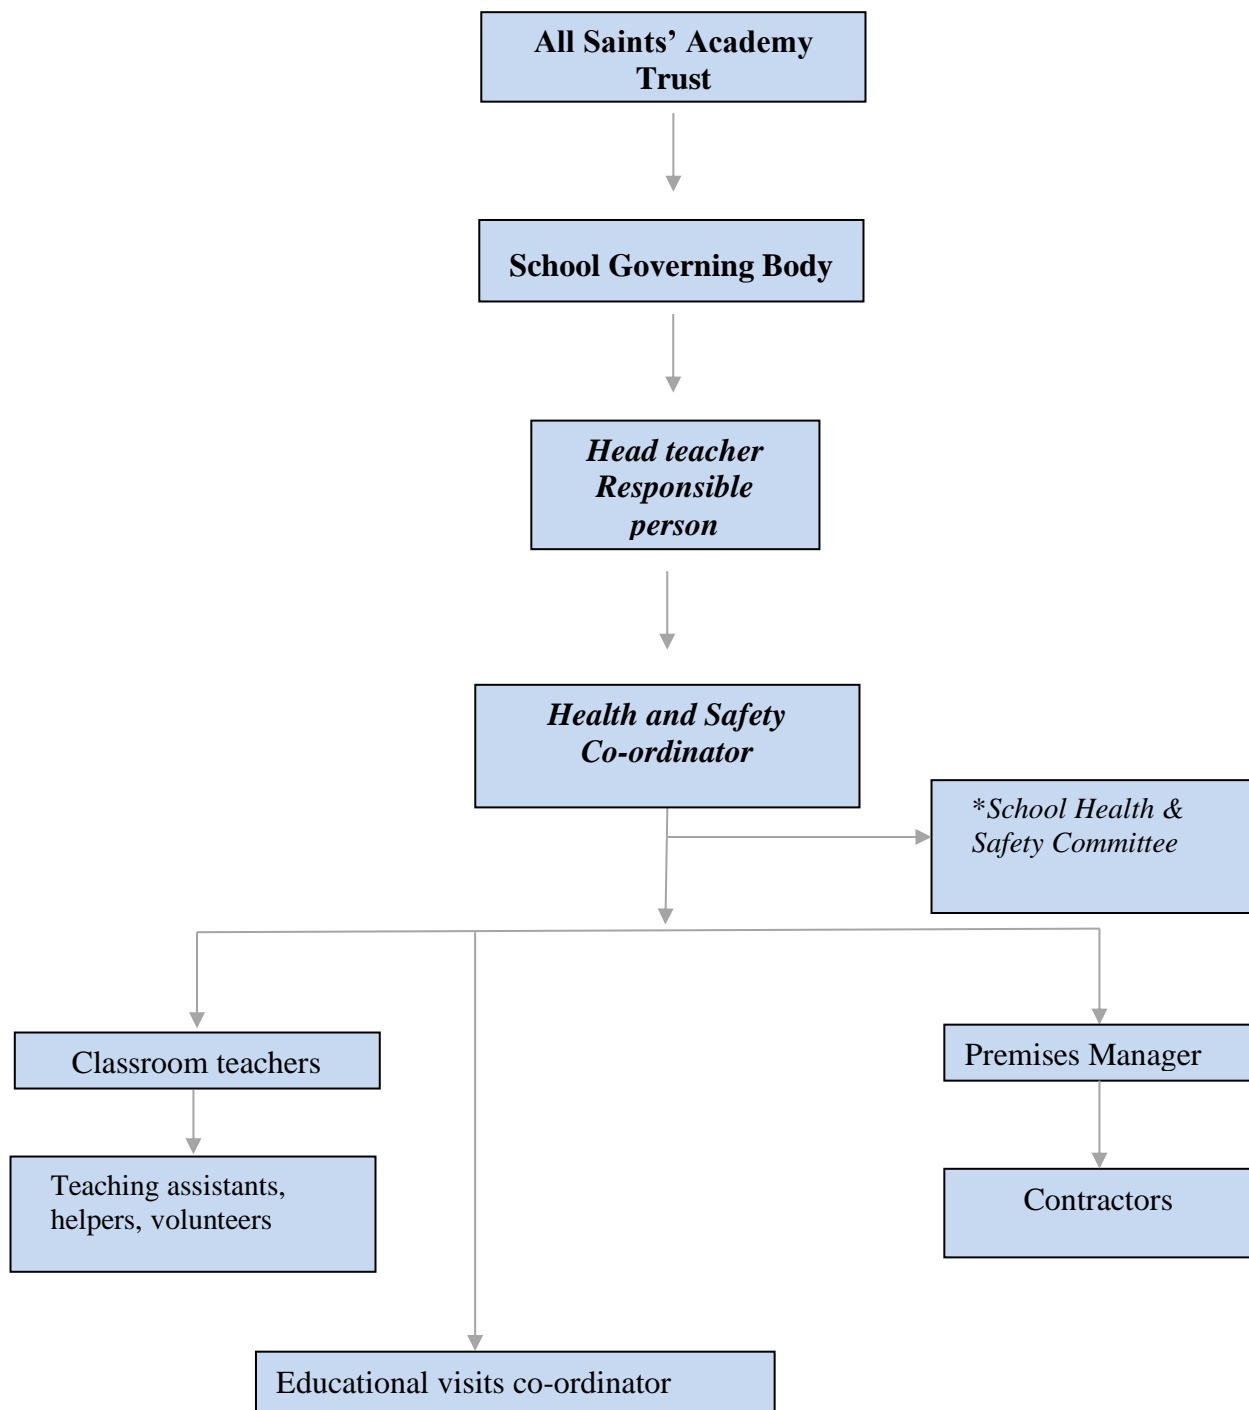 All Saints’ Academy
Trust
School Governing Body
Head teacher
Responsible
person
Health and Safety
Co-ordinator
*School Health &
Safety Committee
Classroom teachers
Premises Manager
Teaching assistants,
helpers, volunteers
Contractors
Educational visits co-ordinator